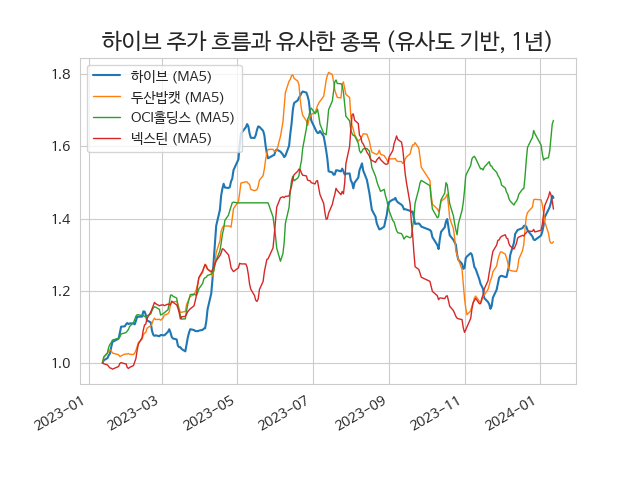 하이브 주가 흐름과 유사한 종목 (유사도 기반, 1년)
하이브 (MA5)
두산밥캣 (MA5)
OCI홀딩스 (MA5)
넥스틴 (MA5)
1.8
1.6
1.4
1.2
1.0
2023-01
2023-03
2023-05
2023-07
2023-09
2023-11
2024-01